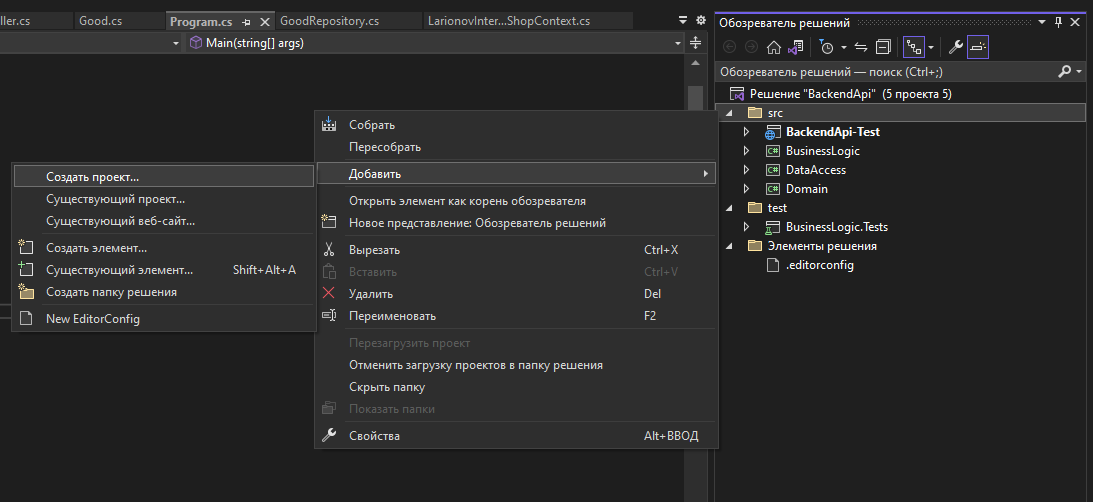 ller.cs
Good.cs
Program.cs
GoodRepository.cs
LarionovInter...ShopContext.cs
Main(string[] args)
Собрать
Пересобрать
Добавить
Открыть элемент как корень обозревателя
Новое представление: Обозреватель решений
Вырезать Ctrl+X
Вставить Ctrl+V
Удалить Del
Переименовать F2
Перезагрузить проект
Отменить загрузку проектов в папку решения
Скрыть папку
Показать папки
Свойства Alt+ВВОД
Создать проект...
Существующий проект...
Существующий веб-сайт...
Создать элемент...
Существующий элемент... Shift+Alt+A
Создать папку решения
New EditorConfig
Обозреватель решений
Обозреватель решений — поиск (Ctrl+;)
Решение "BackendApi" (5 проекта 5)
src
BackendApi-Test
C# BusinessLogic
C# DataAccess
C# Domain
test
BusinessLogic.Tests
Элементы решения
.editorconfig